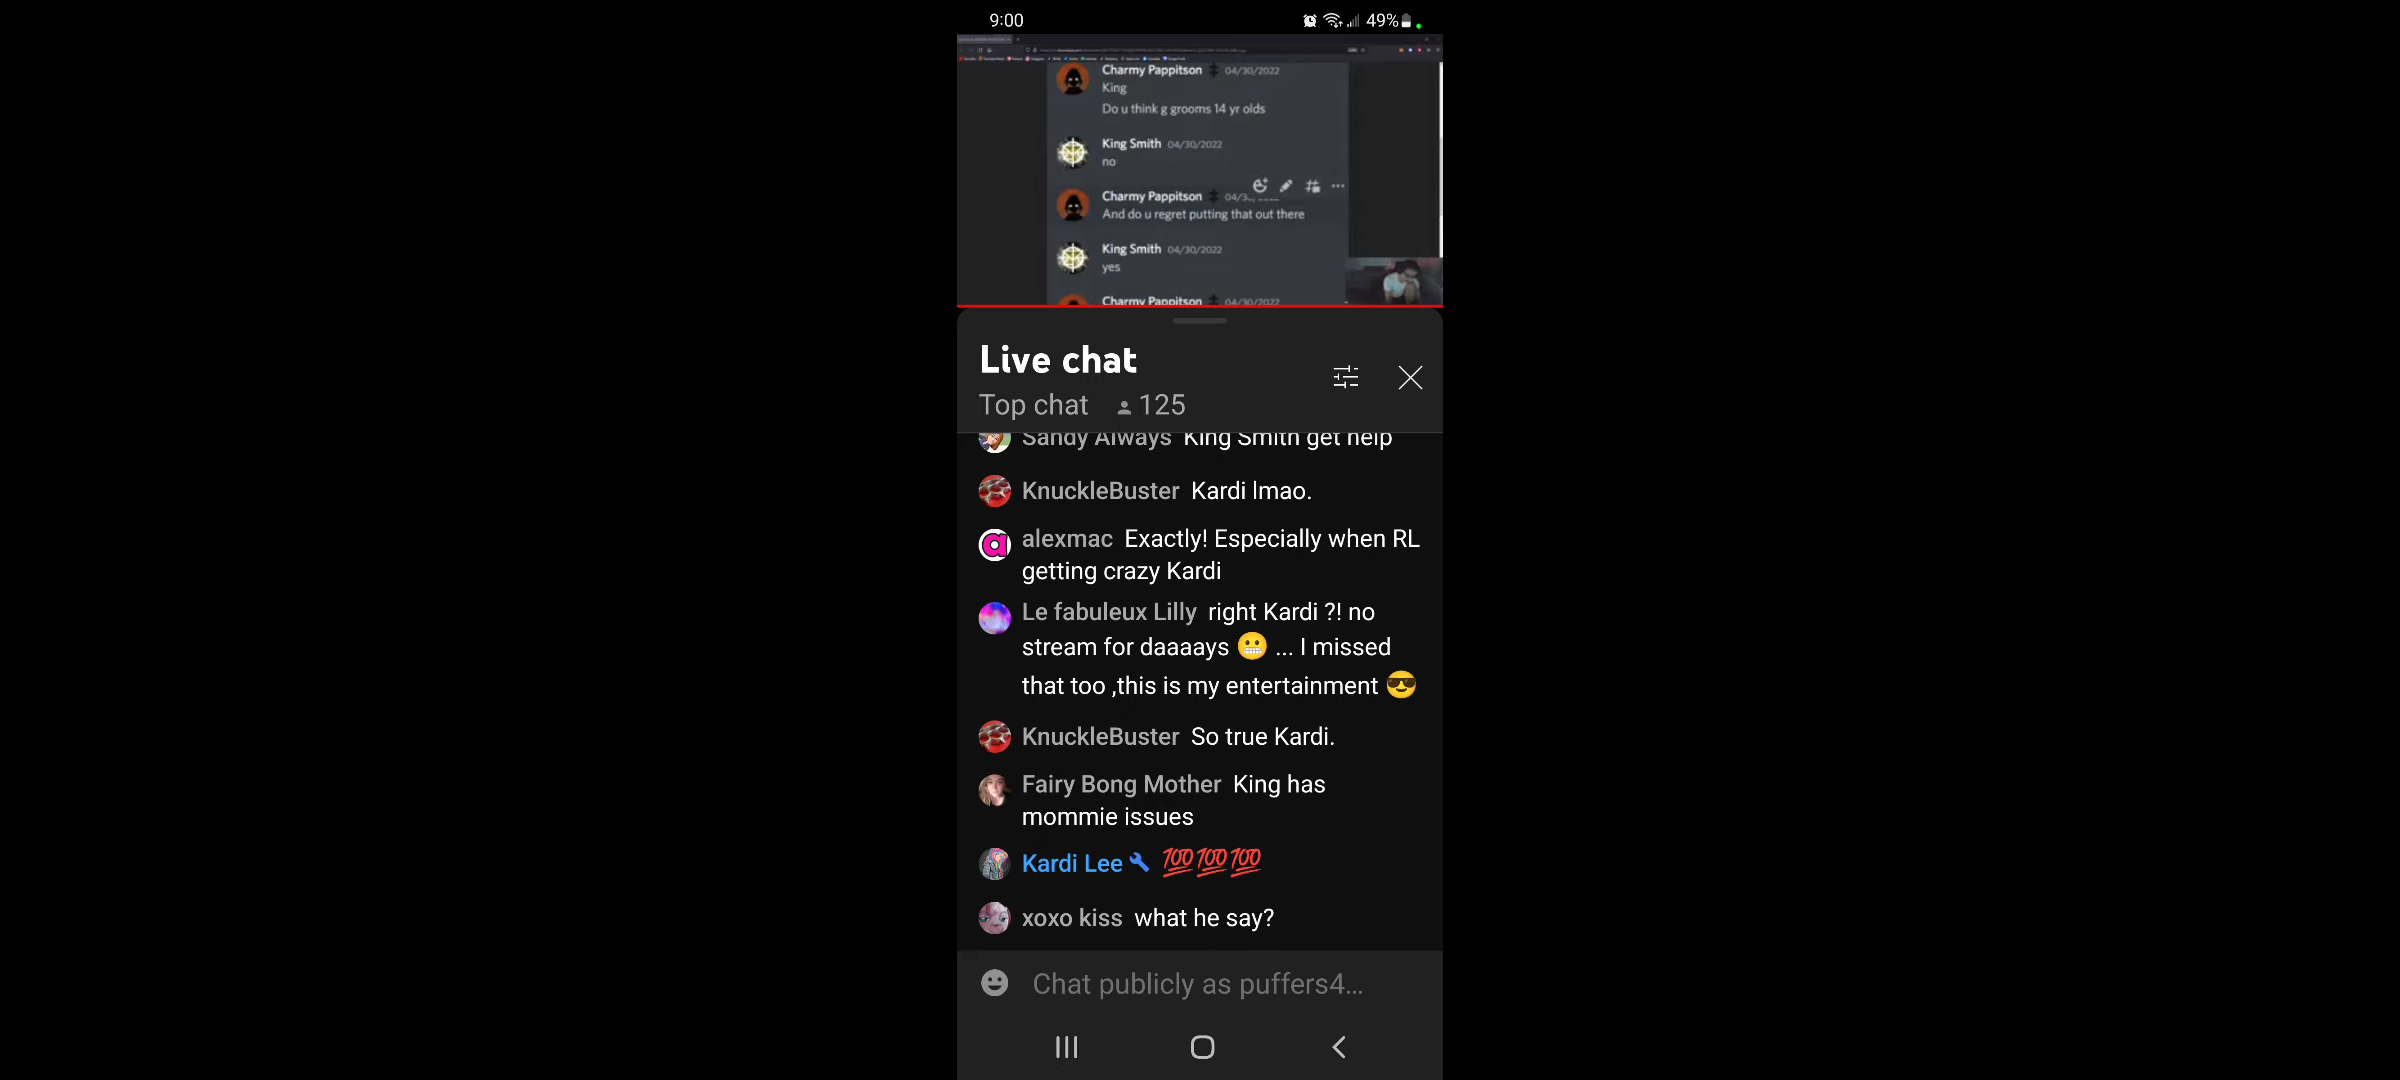 9:00
49%
Charmy Pappitson 04/30/2022
King
Do u think g grooms 14 yr olds
King Smith 04/30/2022
no
Charmy Pappitson
And do u regret putting that out there
King Smith 04/30/2022
yes
Charmy Pappitson 04/30/2022
Live chat
Top chat 125
Sandy Always King Smith get help
KnuckleBuster Kardi lmao.
alexmac Exactly! Especially when RL
getting crazy Kardi
Le fabuleux Lilly right Kardi ?! no
stream for daaaays 😬 ... I missed
that too ,this is my entertainment 😎
KnuckleBuster So true Kardi.
Fairy Bong Mother King has
mommie issues
Kardi Lee 💯💯💯
xoxo kiss what he say?
Chat publicly as puffers4...